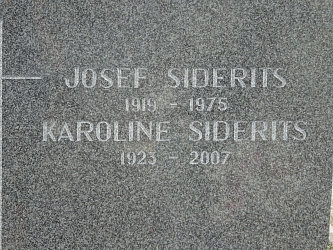 JOSEF SIDERITS
1919 - 1975
KAROLINE SIDERITS
1923 - 2007